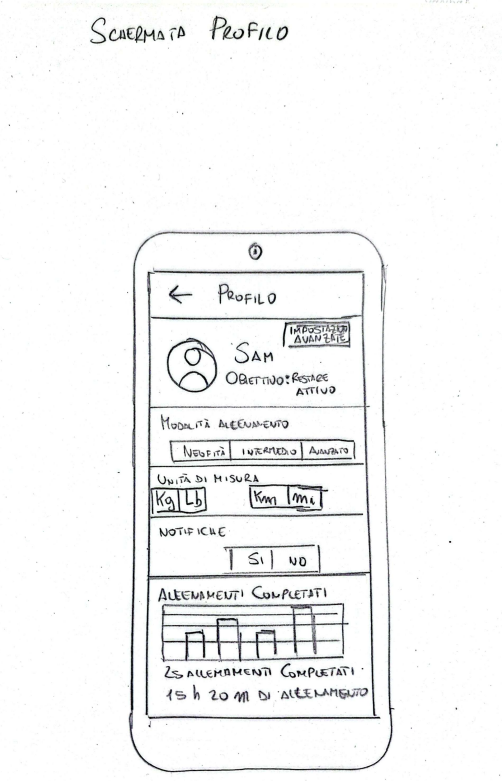 SCHERMATA PROFILO
← PROFILO
IMPOSTAZIONI
AVANZATE
SAM
OBIETTIVO: RESTARE
ATTIVO
MODALITÀ ALLENAMENTO
NEOFITA INTERMEDIO AVANZATO
UNITÀ DI MISURA
Kg Lb Km mi
NOTIFICHE
SI NO
ALLENAMENTI COMPLETATI
25 ALLENAMENTI COMPLETATI
15 h 20 m DI ALLENAMENTO